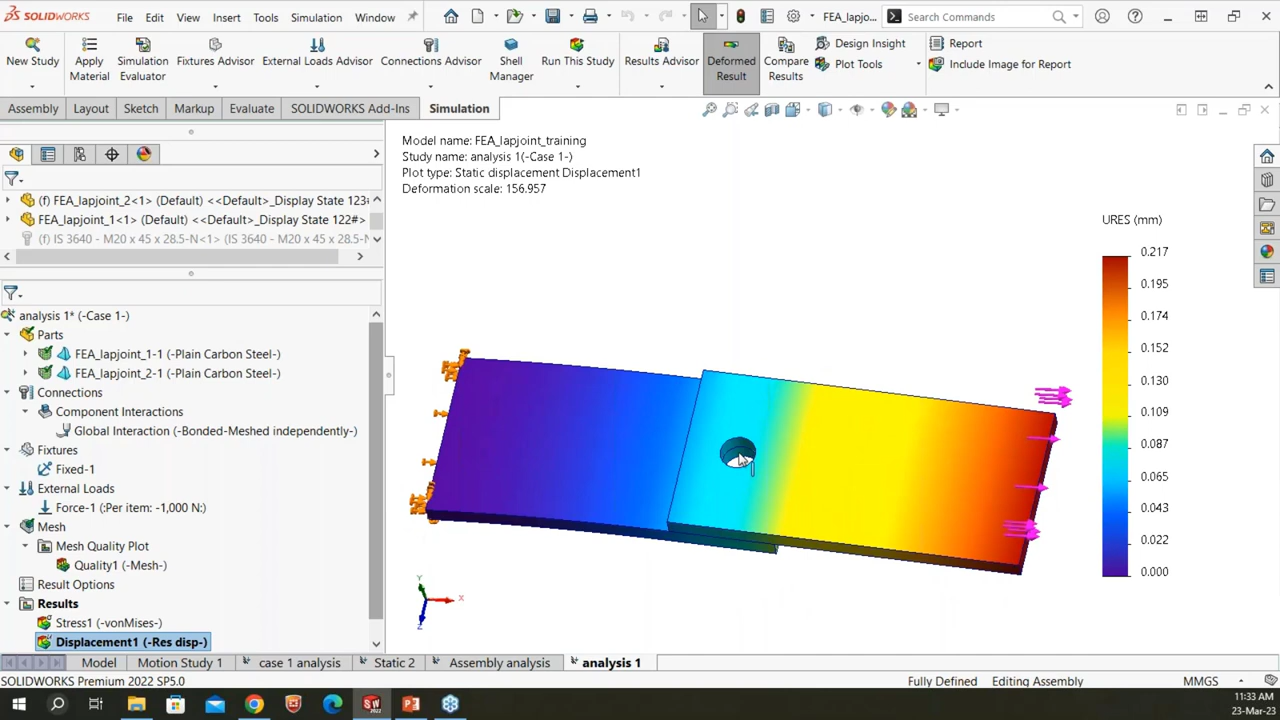 SOLIDWORKS File Edit View Insert Tools Simulation Window FEA_lapjo... Search Commands
New Study Apply Material Simulation Evaluator Fixtures Advisor External Loads Advisor Connections Advisor Shell Manager Run This Study Results Advisor Deformed Result Compare Results Design Insight Plot Tools Report Include Image for Report
Assembly Layout Sketch Markup Evaluate SOLIDWORKS Add-Ins Simulation
(f) FEA_lapjoint_2<1> (Default) <<Default>_Display State 123
FEA_lapjoint_1<1> (Default) <<Default>_Display State 122#>
(f) IS 3640 - M20 x 45 x 28.5-N<1> (IS 3640 - M20 x 45 x 28.5-N
analysis 1* (-Case 1-)
Parts
FEA_lapjoint_1-1 (-Plain Carbon Steel-)
FEA_lapjoint_2-1 (-Plain Carbon Steel-)
Connections
Component Interactions
Global Interaction (-Bonded-Meshed independently-)
Fixtures
Fixed-1
External Loads
Force-1 (:Per item: -1,000 N:)
Mesh
Mesh Quality Plot
Quality1 (-Mesh-)
Result Options
Results
Stress1 (-vonMises-)
Displacement1 (-Res disp-)
Model name: FEA_lapjoint_training
Study name: analysis 1(-Case 1-)
Plot type: Static displacement Displacement1
Deformation scale: 156.957
URES (mm)
0.217
0.195
0.174
0.152
0.130
0.109
0.087
0.065
0.043
0.022
0.000
Y
X
Z
Model Motion Study 1 case 1 analysis Static 2 Assembly analysis analysis 1
SOLIDWORKS Premium 2022 SP5.0 Fully Defined Editing Assembly MMGS
11:33 AM
23-Mar-23